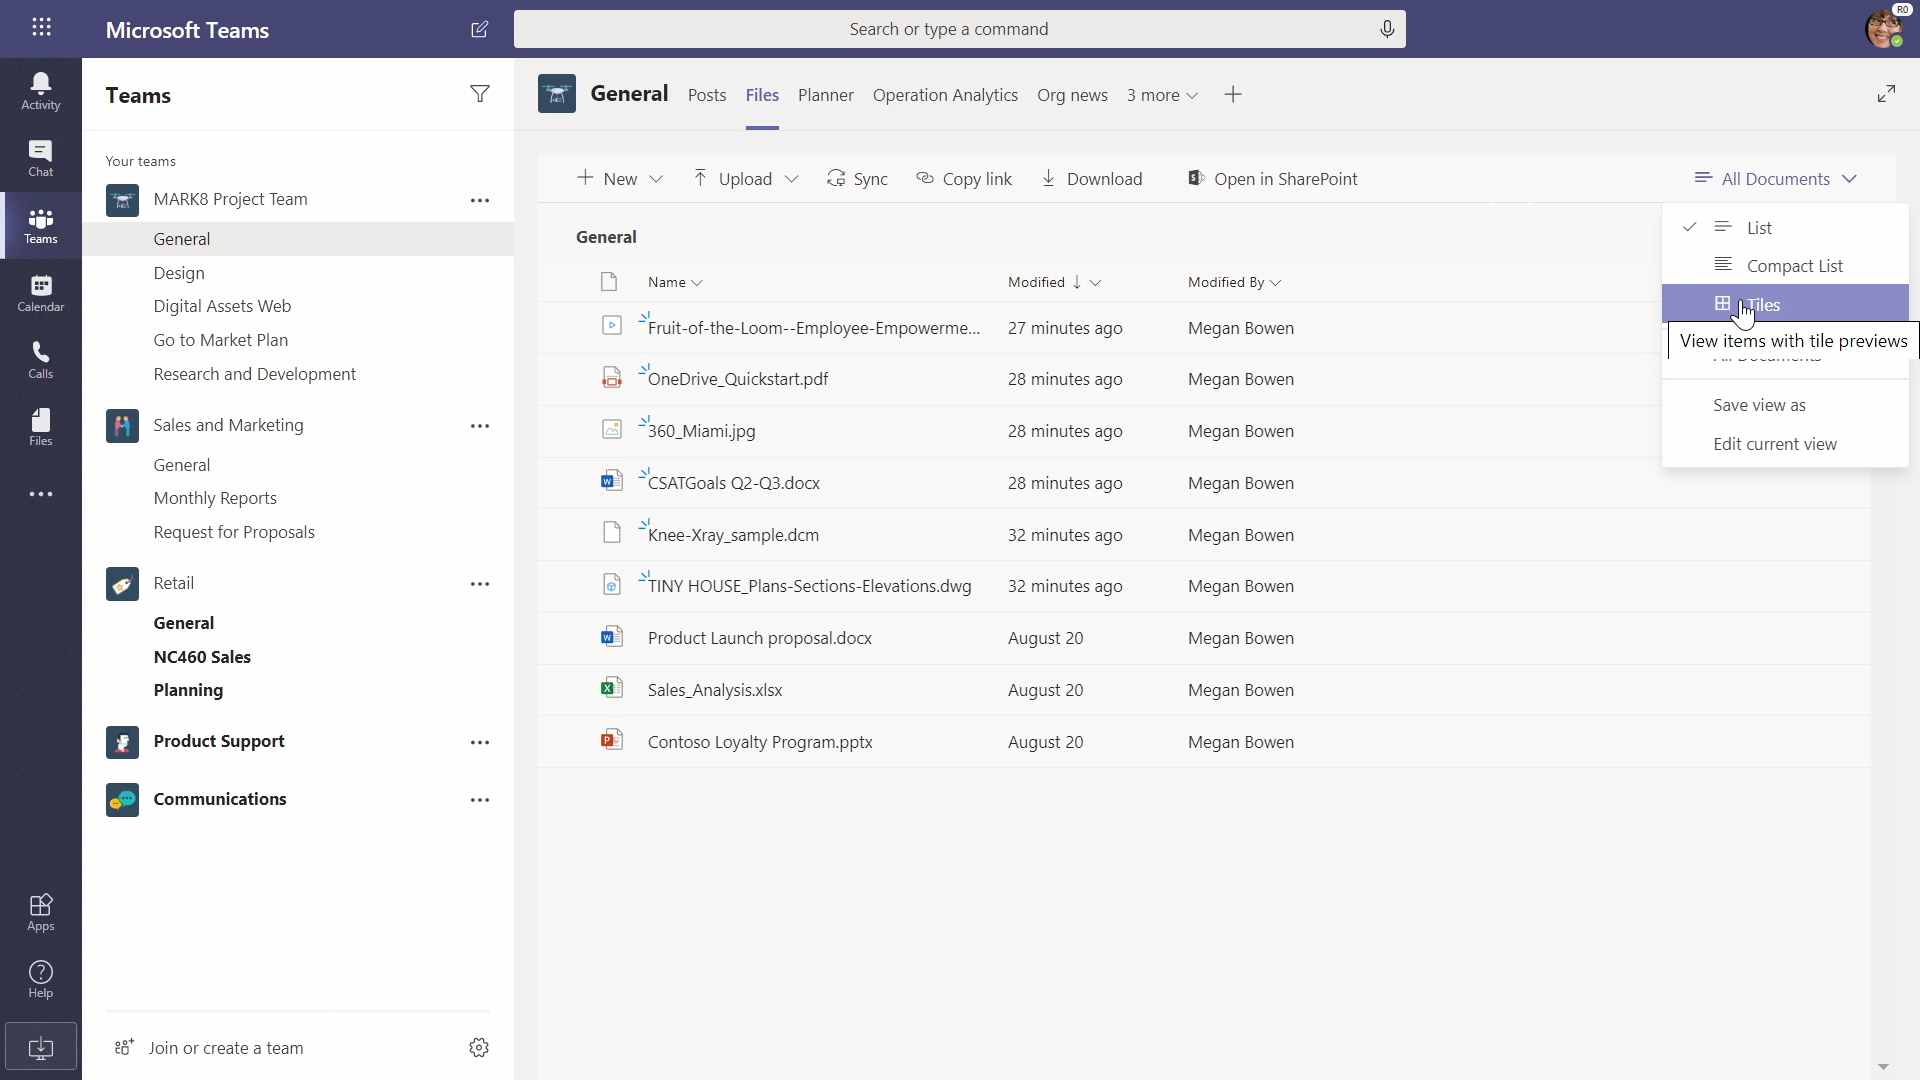 Microsoft Teams
Search or type a command
RO
Activity
Chat
Teams
Calendar
Calls
Files
Apps
Help
Teams
Your teams
MARK8 Project Team
General
Design
Digital Assets Web
Go to Market Plan
Research and Development
Sales and Marketing
General
Monthly Reports
Request for Proposals
Retail
General
NC460 Sales
Planning
Product Support
Communications
Join or create a team
General Posts Files Planner Operation Analytics Org news 3 more
New Upload Sync Copy link Download Open in SharePoint All Documents
General
Name Modified Modified By
Fruit-of-the-Loom--Employee-Empowerme... 27 minutes ago Megan Bowen
OneDrive_Quickstart.pdf 28 minutes ago Megan Bowen
360_Miami.jpg 28 minutes ago Megan Bowen
CSATGoals Q2-Q3.docx 28 minutes ago Megan Bowen
Knee-Xray_sample.dcm 32 minutes ago Megan Bowen
TINY HOUSE_Plans-Sections-Elevations.dwg 32 minutes ago Megan Bowen
Product Launch proposal.docx August 20 Megan Bowen
Sales_Analysis.xlsx August 20 Megan Bowen
Contoso Loyalty Program.pptx August 20 Megan Bowen
List
Compact List
Tiles
View items with tile previews
All Documents
Save view as
Edit current view